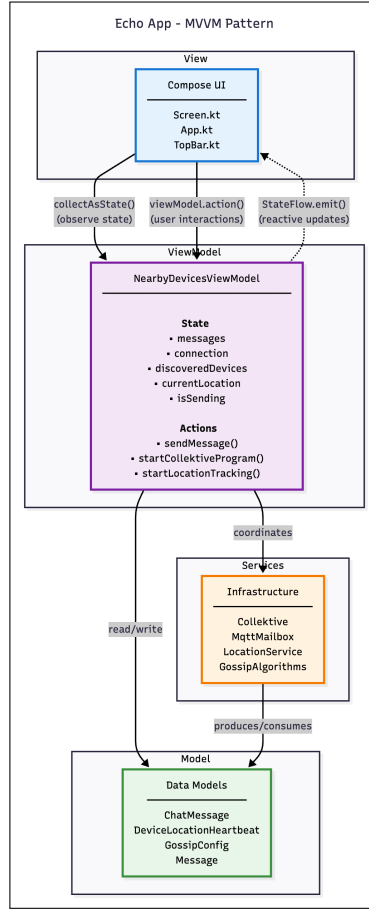 Echo App - MVVM Pattern
View
Compose UI
Screen.kt
App.kt
TopBar.kt
collectAsState()
(observe state)
viewModel.action()
(user interactions)
StateFlow.emit()
(reactive updates)
ViewModel
NearbyDevicesViewModel
State
▪ messages
▪ connection
▪ discoveredDevices
▪ currentLocation
▪ isSending
Actions
▪ sendMessage()
▪ startCollektiveProgram()
▪ startLocationTracking()
coordinates
Services
Infrastructure
Collektive
MqttMailbox
LocationService
GossipAlgorithms
read/write
produces/consumes
Model
Data Models
ChatMessage
DeviceLocationHeartbeat
GossipConfig
Message